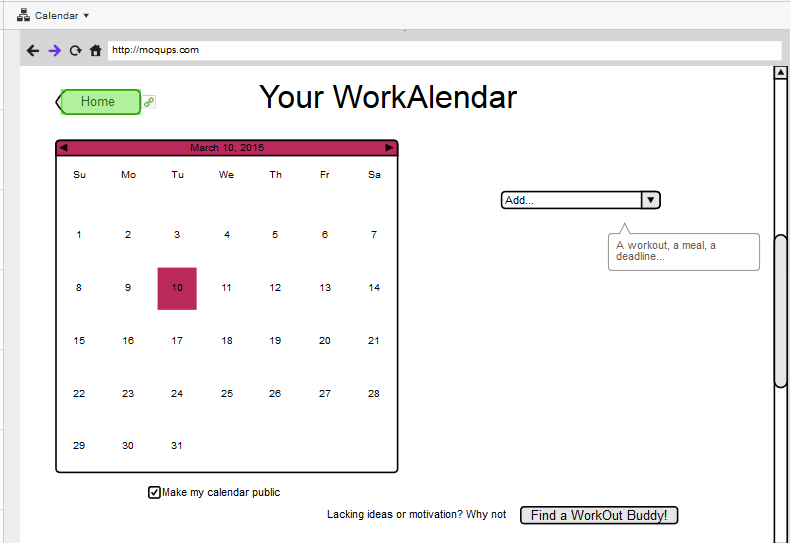 Calendar
http://moqups.com
Home
Your WorkAlendar
March 10, 2015
Su Mo Tu We Th Fr Sa
1 2 3 4 5 6 7
8 9 10 11 12 13 14
15 16 17 18 19 20 21
22 23 24 25 26 27 28
29 30 31
Add...
A workout, a meal, a
deadline...
Make my calendar public
Lacking ideas or motivation? Why not
Find a WorkOut Buddy!